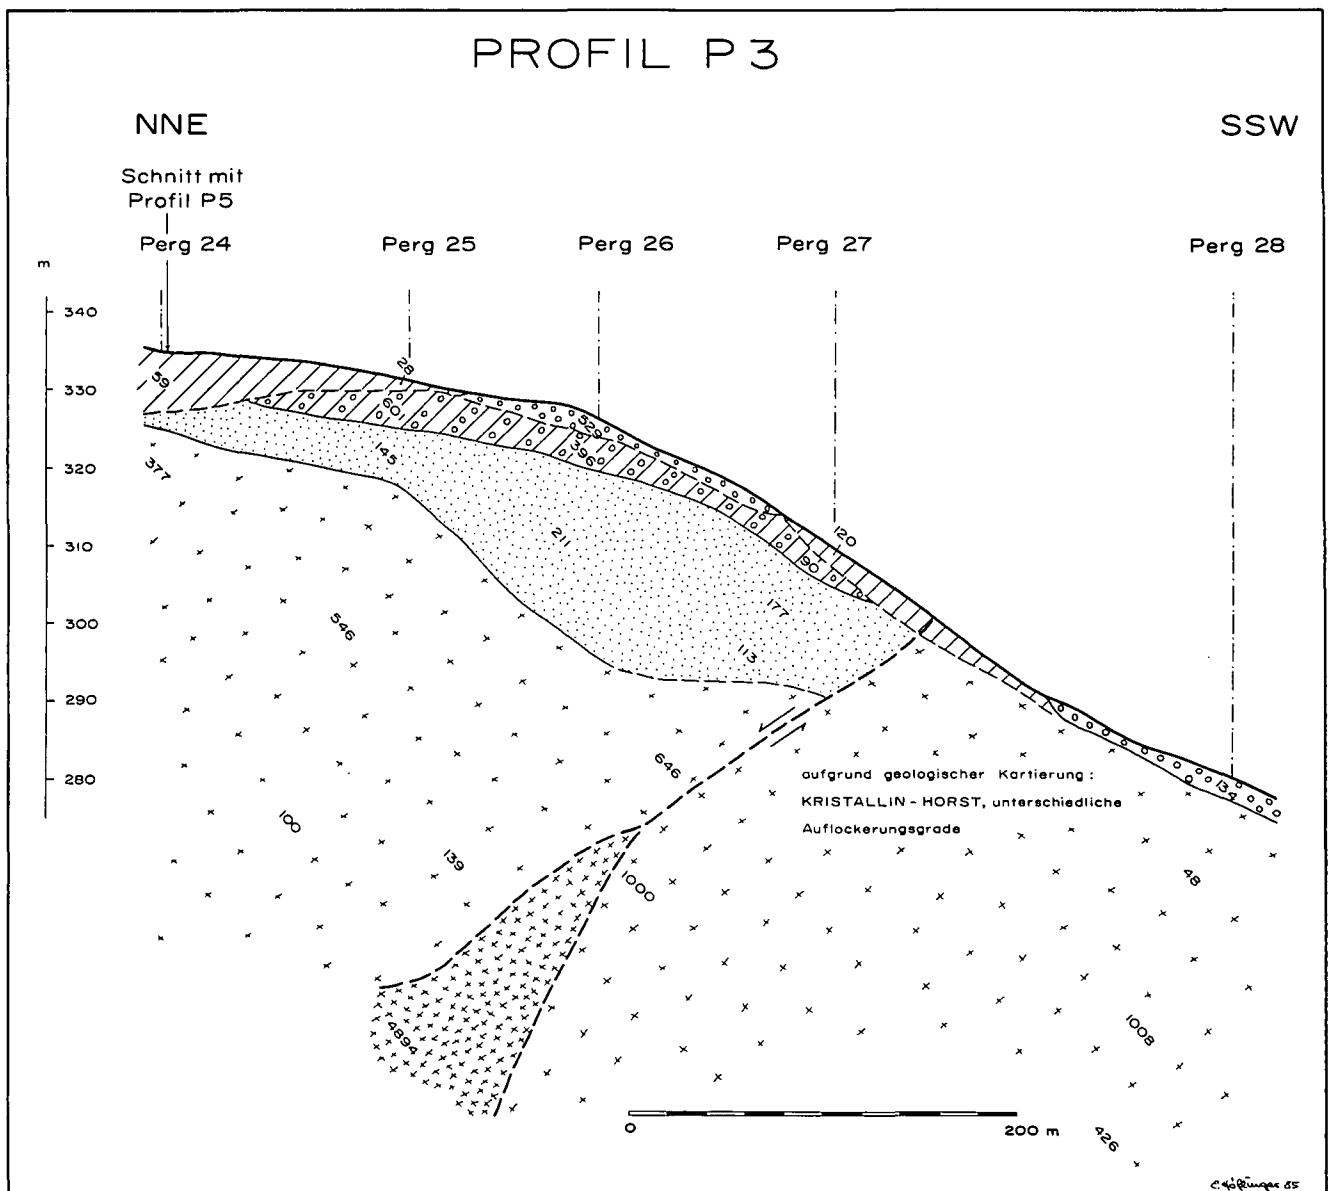 PROFIL P3
NNE
SSW
Schnitt mit
Profil P5
Perg 24
Perg 25
Perg 26
Perg 27
Perg 28
m
340
330
320
310
300
290
280
59
28
601
529
396
145
377
211
120
90
177
113
546
646
100
139
1000
4894
134
48
1008
426
aufgrund geologischer Kartierung :
KRISTALLIN - HORST, unterschiedliche
Auflockerungsgrade
0
200 m
85